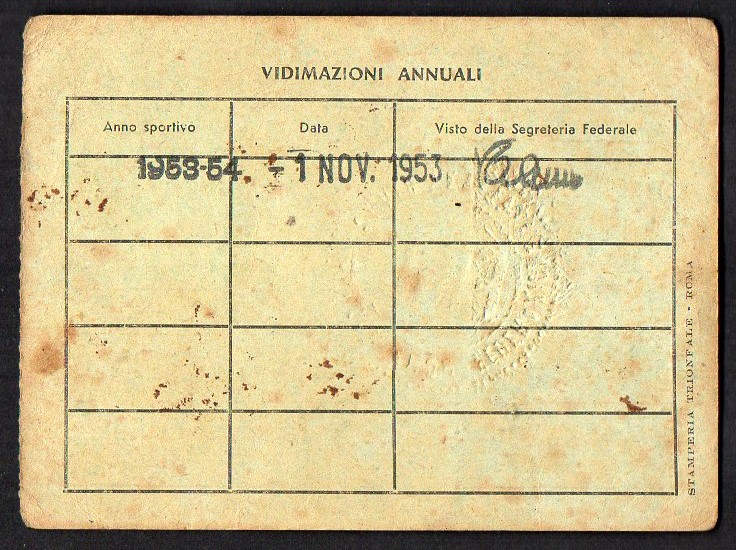 VIDIMAZIONI ANNUALI
Anno sportivo Data Visto della Segreteria Federale
1953-54 - 1 NOV. 1953
STAMPERIA TRIONFALE - ROMA